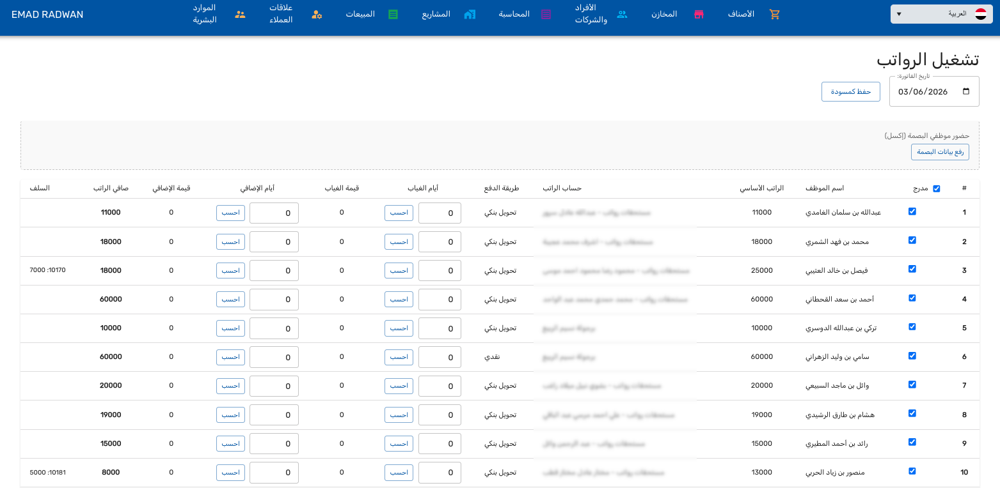 العربية
الأصناف
المخازن
الأفراد والشركات
المحاسبة
المشاريع
المبيعات
علاقات العملاء
الموارد البشرية
EMAD RADWAN
تشغيل الرواتب
تاريخ الفاتورة:
03/06/2026
حفظ كمسودة
حضور موظفي البصمة (إكسل)
رفع بيانات البصمة
# مدرج اسم الموظف الراتب الأساسي حساب الراتب طريقة الدفع أيام الغياب قيمة الغياب أيام الإضافي قيمة الإضافي صافي الراتب السلف
1 عبدالله بن سلمان الغامدي 11000 تحويل بنكي 0 احسب 0 0 احسب 0 11000
2 محمد بن فهد الشمري 18000 تحويل بنكي 0 احسب 0 0 احسب 0 18000
3 فيصل بن خالد العتيبي 25000 تحويل بنكي 0 احسب 0 0 احسب 0 18000 10170: 7000
4 أحمد بن سعد القحطاني 60000 تحويل بنكي 0 احسب 0 0 احسب 0 60000
5 تركي بن عبدالله الدوسري 10000 تحويل بنكي 0 احسب 0 0 احسب 0 10000
6 سامي بن وليد الزهراني 60000 نقدي 0 احسب 0 0 احسب 0 60000
7 وائل بن ماجد السبيعي 20000 تحويل بنكي 0 احسب 0 0 احسب 0 20000
8 هشام بن طارق الرشيدي 19000 تحويل بنكي 0 احسب 0 0 احسب 0 19000
9 رائد بن أحمد المطيري 15000 تحويل بنكي 0 احسب 0 0 احسب 0 15000
10 منصور بن زياد الحربي 13000 تحويل بنكي 0 احسب 0 0 احسب 0 8000 10181: 5000